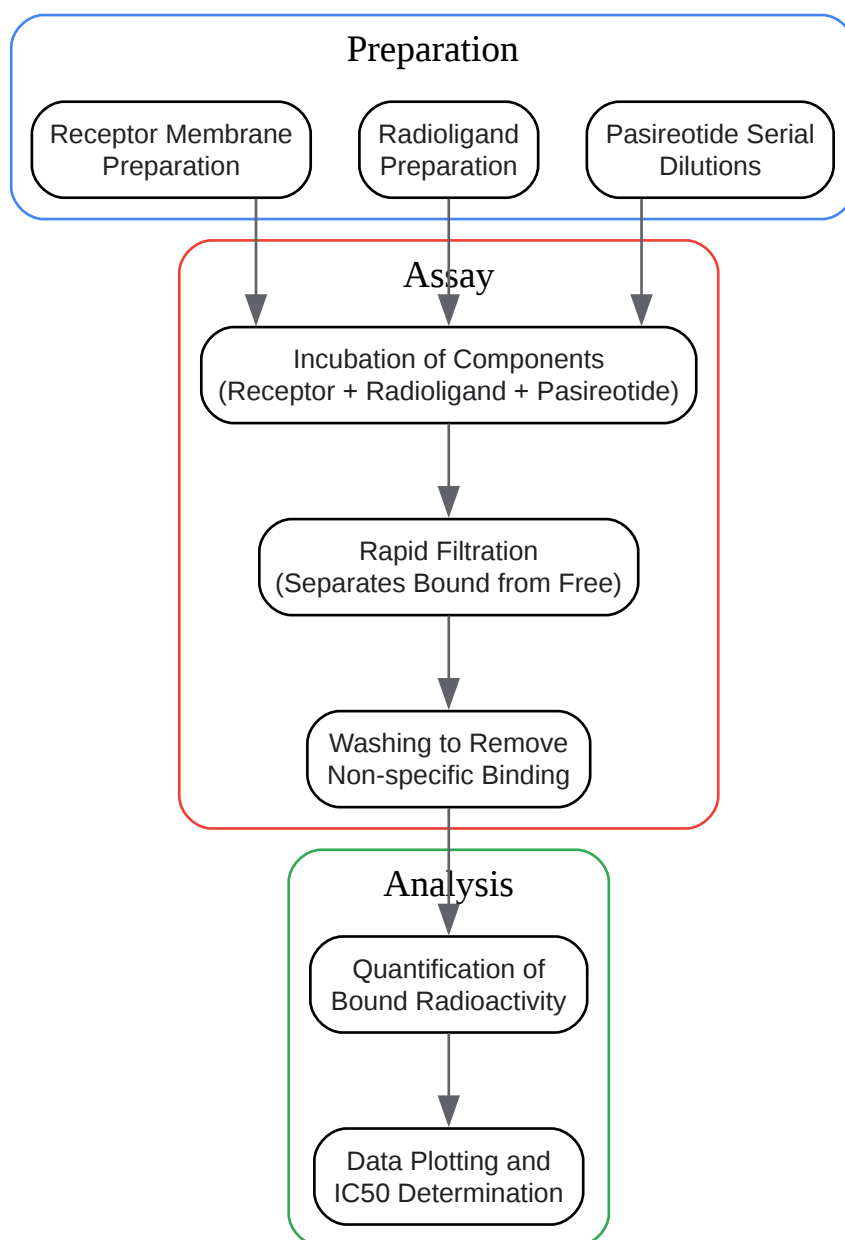 Preparation
Receptor Membrane
Preparation
Radioligand
Preparation
Pasireotide Serial
Dilutions
Assay
Incubation of Components
(Receptor + Radioligand + Pasireotide)
Rapid Filtration
(Separates Bound from Free)
Washing to Remove
Non-specific Binding
Analysis
Quantification of
Bound Radioactivity
Data Plotting and
IC50 Determination